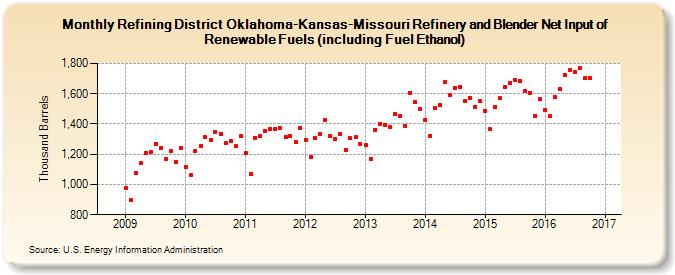 Monthly Refining District Oklahoma-Kansas-Missouri Refinery and Blender Net Input of
Renewable Fuels (including Fuel Ethanol)
Thousand Barrels
1,800
1,600
1,400
1,200
1,000
800
2009 2010 2011 2012 2013 2014 2015 2016 2017
Source: U.S. Energy Information Administration